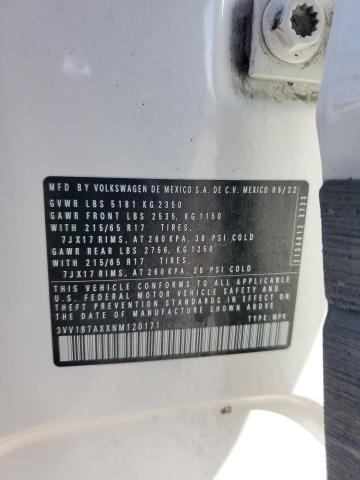 MFD BY VOLKSWAGEN DE MEXICO S.A. DE C.V. MEXICO 05/22
GVWR LBS 5181 KG 2350
GAWR FRONT LBS 2535, KG 1150
WITH 215/65 R17 TIRES,
7JX17 RIMS, AT 260 KPA, 38 PSI COLD
GAWR REAR LBS 2756, KG 1250
WITH 215/65 R17 TIRES,
7JX17 RIMS, AT 260 KPA, 38 PSI COLD
THIS VEHICLE CONFORMS TO ALL APPLICABLE
U.S. FEDERAL MOTOR VEHICLE SAFETY AND
THEFT PREVENTION STANDARDS IN EFFECT ON
THE DATE OF MANUFACTURE SHOWN ABOVE.
3VV1B7AXXNM120171
TYPE: MPV